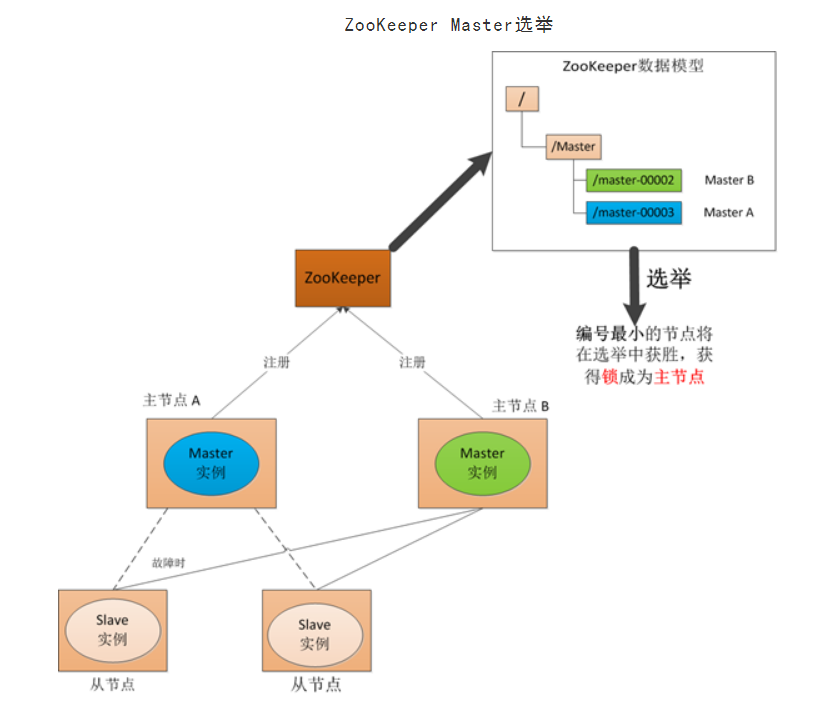 ZooKeeper Master选举
ZooKeeper数据模型
/
/Master
/master-00002
Master B
/master-00003
Master A
选举
编号最小的节点将
在选举中获胜，获
得锁成为主节点
ZooKeeper
注册
注册
主节点 A
主节点 B
Master
实例
Master
实例
故障时
Slave
实例
Slave
实例
从节点
从节点